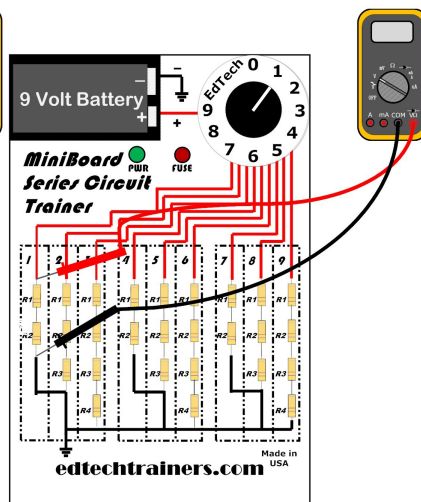 EdTech
0 1 2 3 4 5 6 7 8 9
9 Volt Battery
−
+
−
+
MiniBoard
Series Circuit
Trainer
PWR
FUSE
1 2 3 4 5 6 7 8 9
R1 R1 R1 R1 R1 R1 R1 R1 R1
R2 R2 R2 R2 R2 R2 R2 R2 R2
R3 R3 R3 R3 R3 R3
R4 R4 R4
Made in
USA
edtechtrainers.com
OFF
A mA COM VΩ